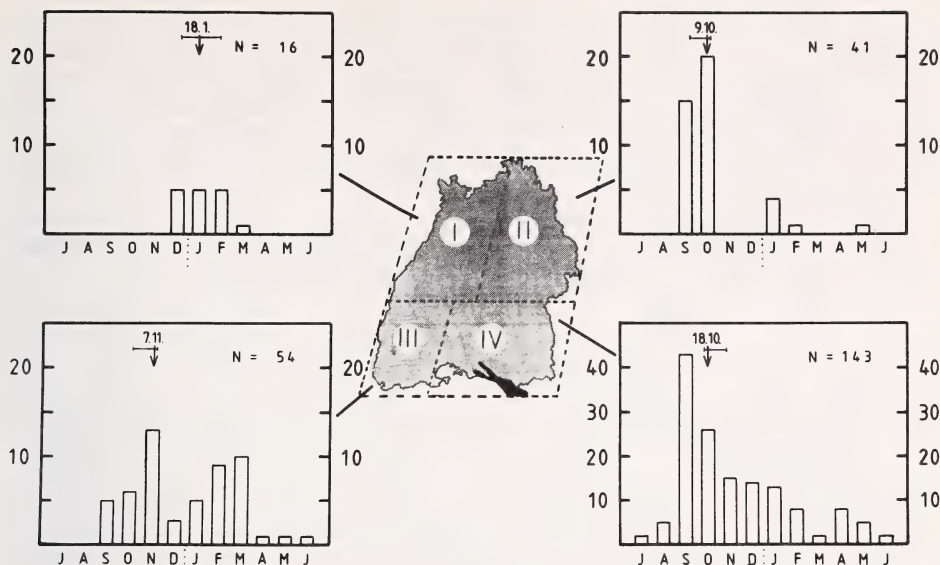 18.1.
N = 16
20
10
20
10
J A S O N D J F M A M J
9.10.
N = 41
20
10
20
10
J A S O N D J F M A M J
I
II
III
IV
7.11.
N = 54
20
10
20
10
J A S O N D J F M A M J
18.10.
N = 143
40
30
20
10
40
30
20
10
J A S O N D J F M A M J